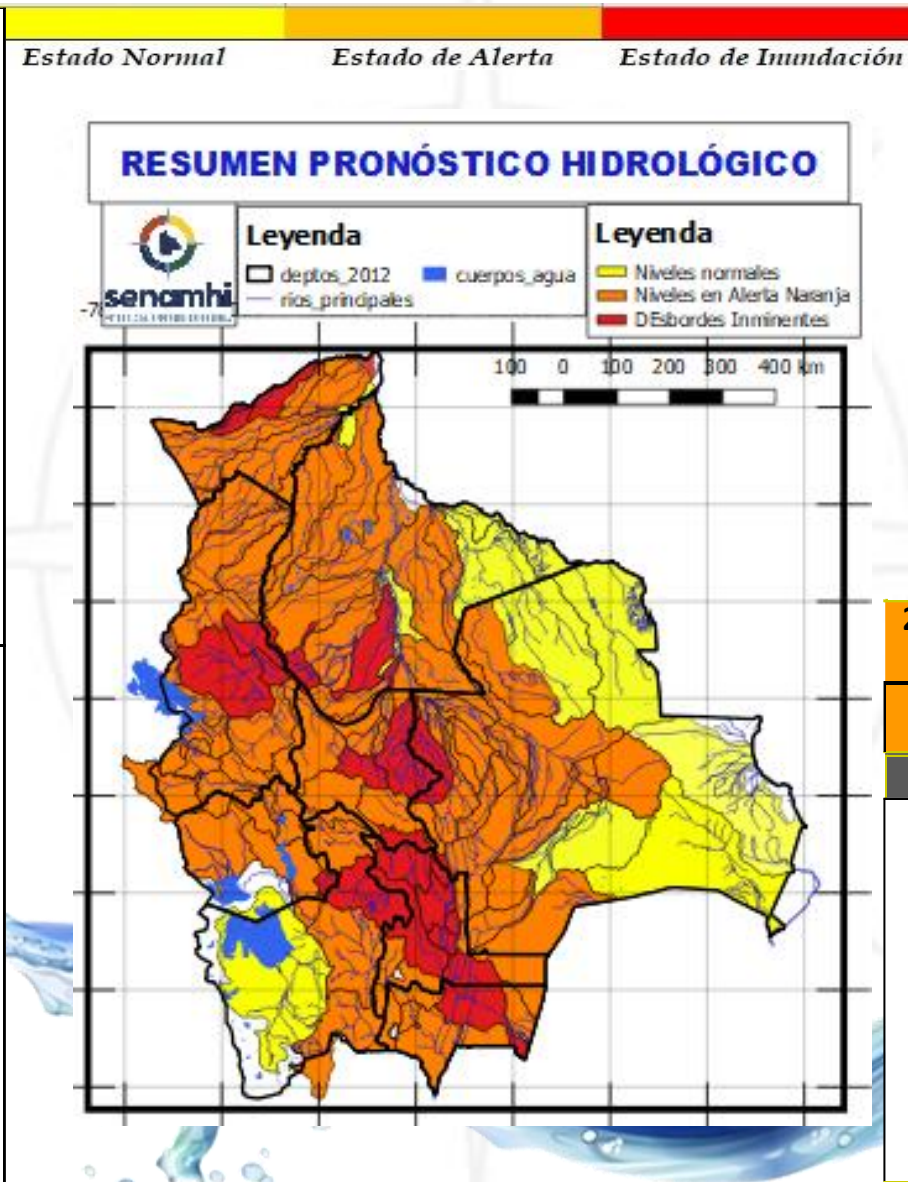 Estado Normal Estado de Alerta Estado de Inundación
RESUMEN PRONÓSTICO HIDROLÓGICO
senamhi
Leyenda
deptos_2012 cuerpos_agua
rios_principales
Leyenda
Niveles normales
Niveles en Alerta Naranja
DEsbordes Inminentes
100 0 100 200 300 400 km